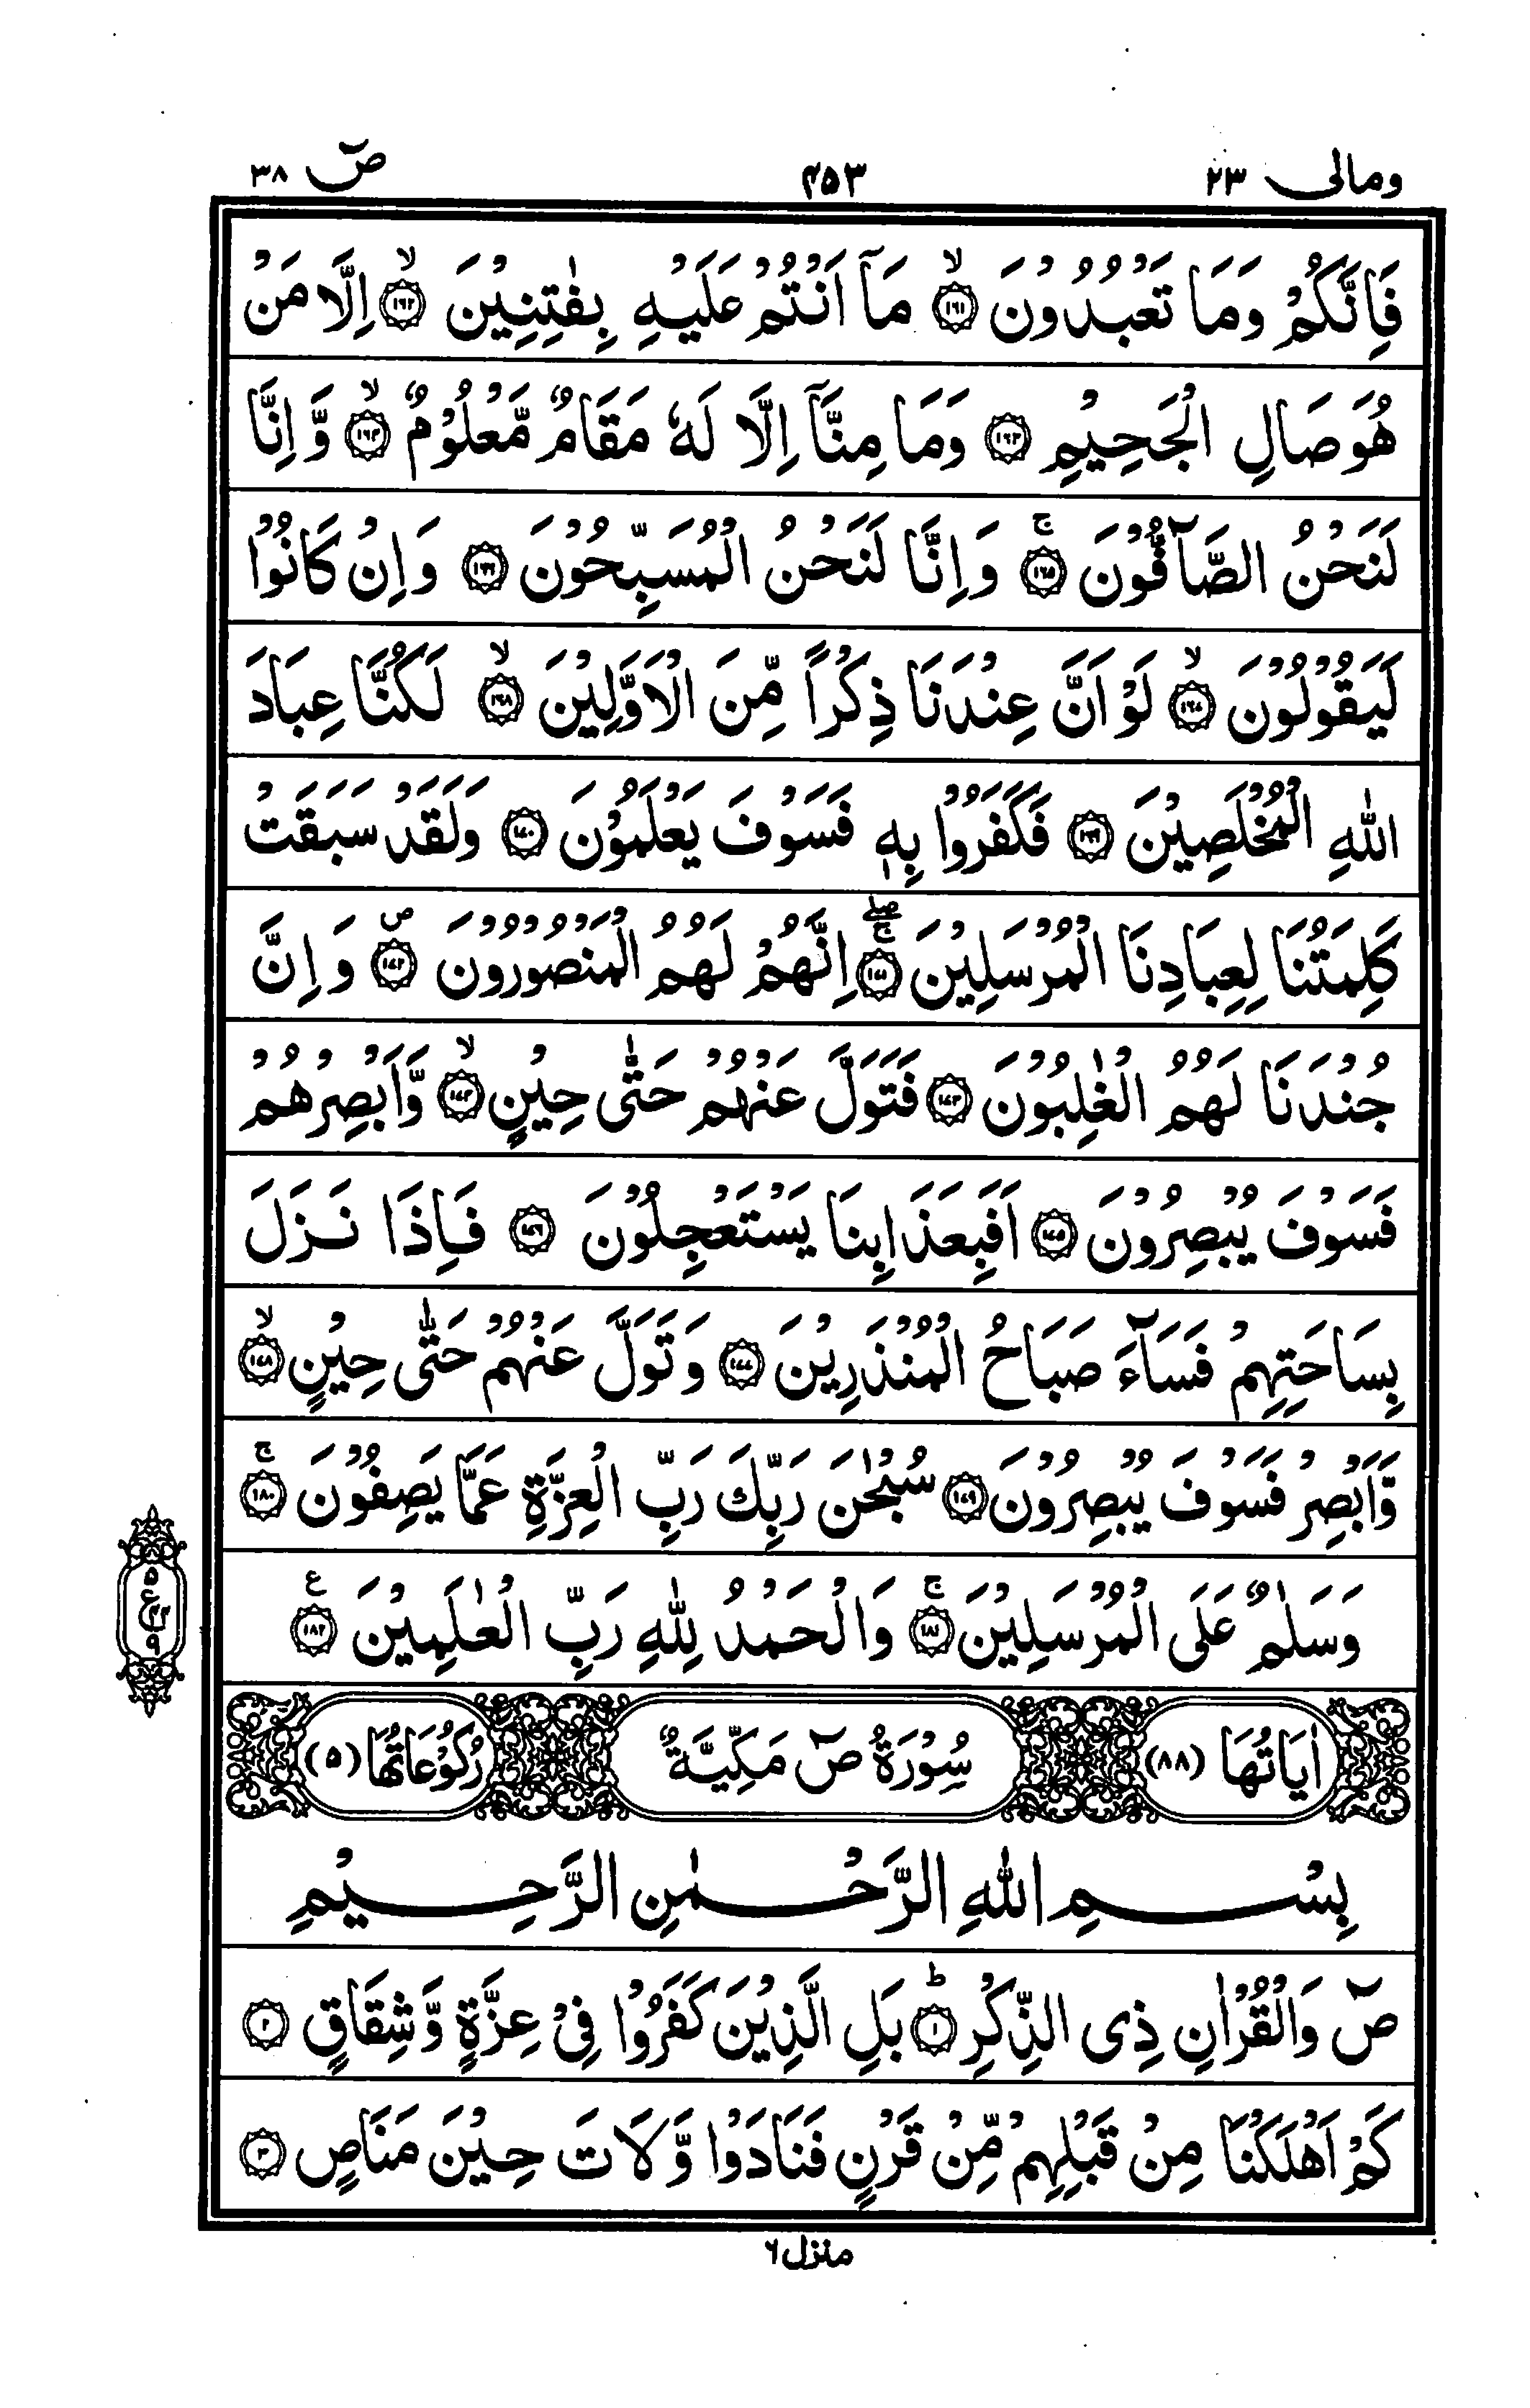 ومالی ۲۳ ۴۵۳ صٓ ۳۸
فَاِنَّكُمْ وَمَا تَعْبُدُوْنَ ۙ‏﴿۱۶۱﴾ مَاۤ اَنْتُمْ عَلَيْهِ بِفٰتِنِيْنَ ۙ‏﴿۱۶۲﴾ اِلَّا مَنْ
هُوَ صَالِ الْجَحِيْمِ ﴿۱۶۳﴾ وَمَا مِنَّاۤ اِلَّا لَهٗ مَقَامٌ مَّعْلُوْمٌ ۙ‏﴿۱۶۴﴾ وَّاِنَّا
لَنَحْنُ الصَّآفُّوْنَ ۚ‏﴿۱۶۵﴾ وَاِنَّا لَنَحْنُ الْمُسَبِّحُوْنَ ﴿۱۶۶﴾ وَاِنْ كَانُوْا
لَيَقُوْلُوْنَ ۙ‏﴿۱۶۷﴾ لَوْ اَنَّ عِنْدَنَا ذِكْرًا مِّنَ الْاَوَّلِيْنَ ۙ‏﴿۱۶۸﴾ لَكُنَّا عِبَادَ
اللّٰهِ الْمُخْلَصِيْنَ ﴿۱۶۹﴾ فَكَفَرُوْا بِهٖ فَسَوْفَ يَعْلَمُوْنَ ﴿۱۷۰﴾ وَلَقَدْ سَبَقَتْ
كَلِمَتُنَا لِعِبَادِنَا الْمُرْسَلِيْنَ ۚۖ‏﴿۱۷۱﴾ اِنَّهُمْ لَهُمُ الْمَنْصُوْرُوْنَ ص‏﴿۱۷۲﴾ وَاِنَّ
جُنْدَنَا لَهُمُ الْغٰلِبُوْنَ ﴿۱۷۳﴾ فَتَوَلَّ عَنْهُمْ حَتّٰى حِيْنٍ ۙ‏﴿۱۷۴﴾ وَّاَبْصِرْهُمْ
فَسَوْفَ يُبْصِرُوْنَ ﴿۱۷۵﴾ اَفَبِعَذَابِنَا يَسْتَعْجِلُوْنَ ﴿۱۷۶﴾ فَاِذَا نَزَلَ
بِسَاحَتِهِمْ فَسَآءَ صَبَاحُ الْمُنْذَرِيْنَ ﴿۱۷۷﴾ وَتَوَلَّ عَنْهُمْ حَتّٰى حِيْنٍ ۙ‏﴿۱۷۸﴾
وَّاَبْصِرْ فَسَوْفَ يُبْصِرُوْنَ ﴿۱۷۹﴾ سُبْحٰنَ رَبِّكَ رَبِّ الْعِزَّةِ عَمَّا يَصِفُوْنَ ۚ‏﴿۱۸۰﴾
وَسَلٰمٌ عَلَى الْمُرْسَلِيْنَ ۚ‏﴿۱۸۱﴾ وَالْحَمْدُ لِلّٰهِ رَبِّ الْعٰلَمِيْنَ ع‏﴿۱۸۲﴾
۵ ع ۴۴ ۹
اٰيَاتُهَا (۸۸) سُوْرَةُ صٓ مَكِّيَّةٌ رُكُوْعَاتُهَا (۵)
بِسْمِ اللّٰهِ الرَّحْمٰنِ الرَّحِيْمِ
صٓ وَالْقُرْاٰنِ ذِى الذِّكْرِ ؕ‏﴿۱﴾ بَلِ الَّذِيْنَ كَفَرُوْا فِىْ عِزَّةٍ وَّشِقَاقٍ ﴿۲﴾
كَمْ اَهْلَكْنَا مِنْ قَبْلِهِمْ مِّنْ قَرْنٍ فَنَادَوْا وَّلَاتَ حِيْنَ مَنَاصٍ ﴿۳﴾
منزل ۶